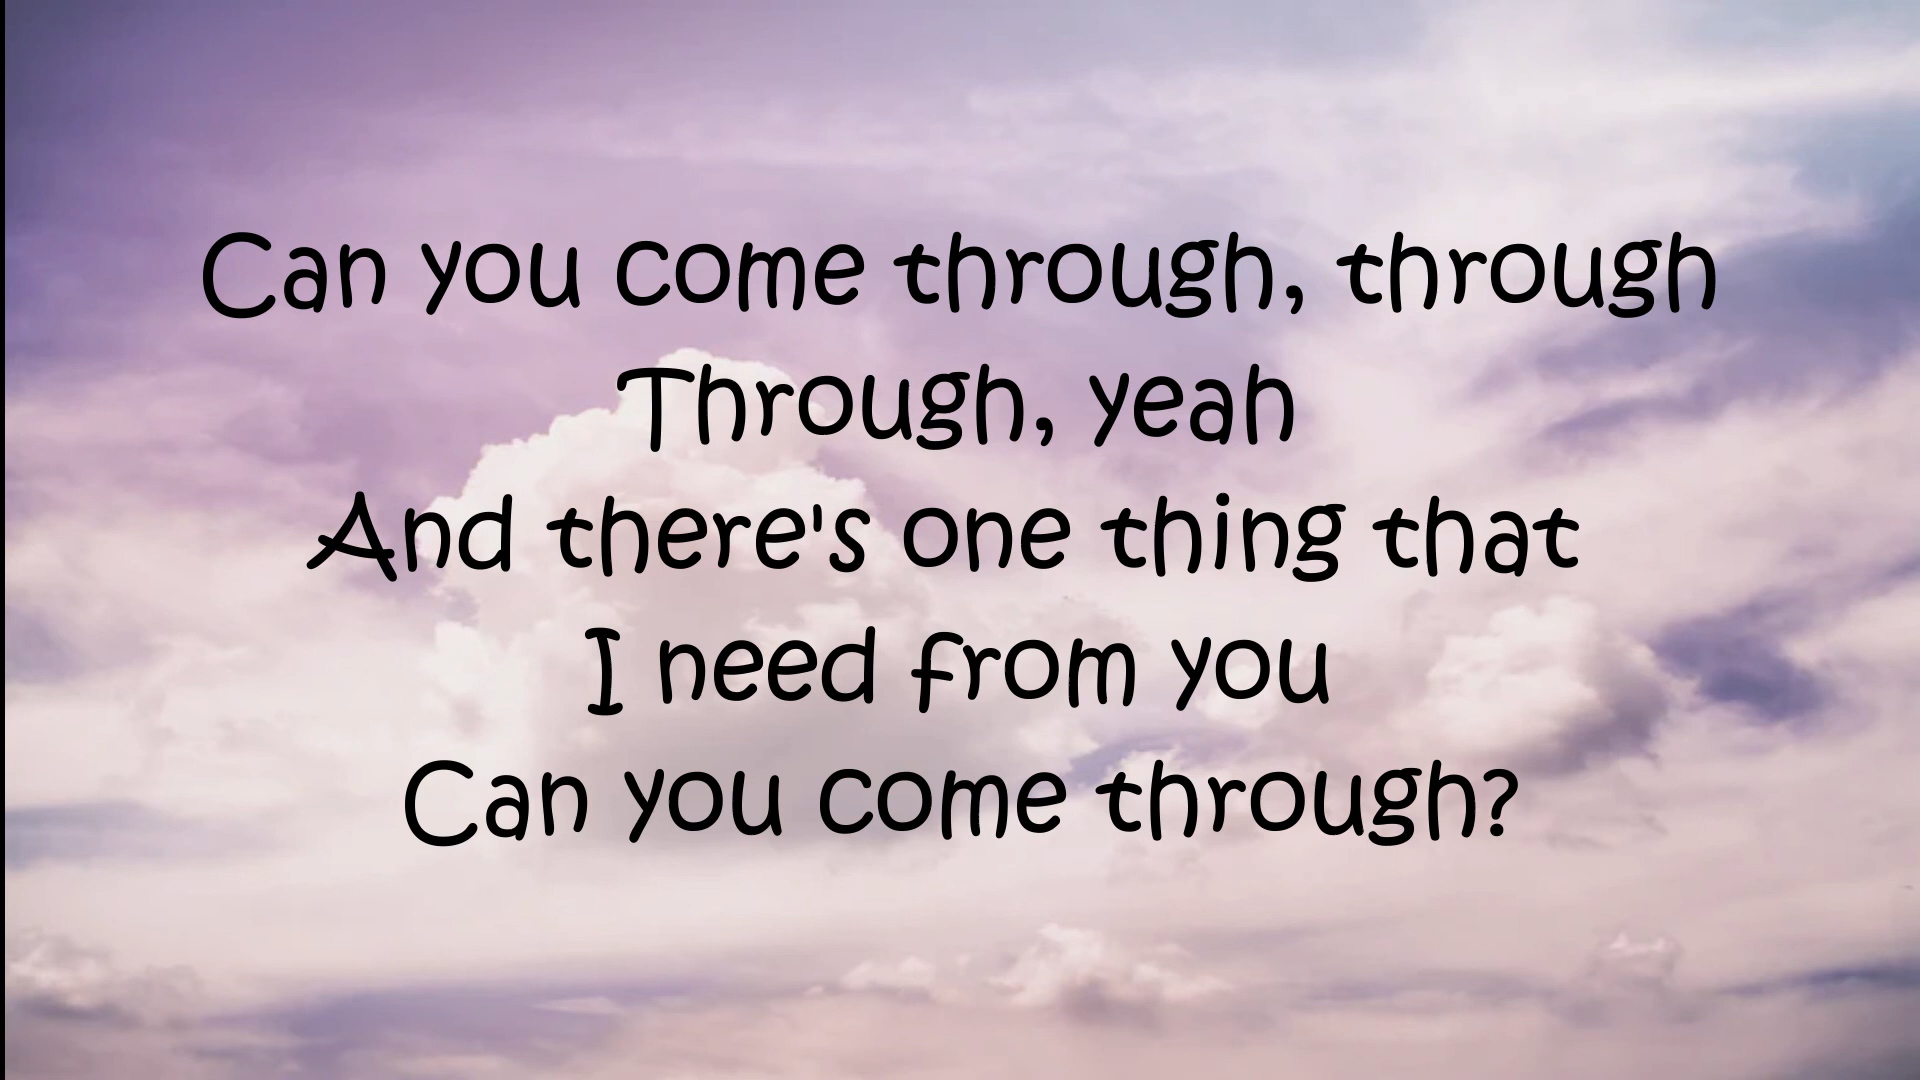 Can you come through, through
Through, yeah
And there's one thing that
I need from you
Can you come through?